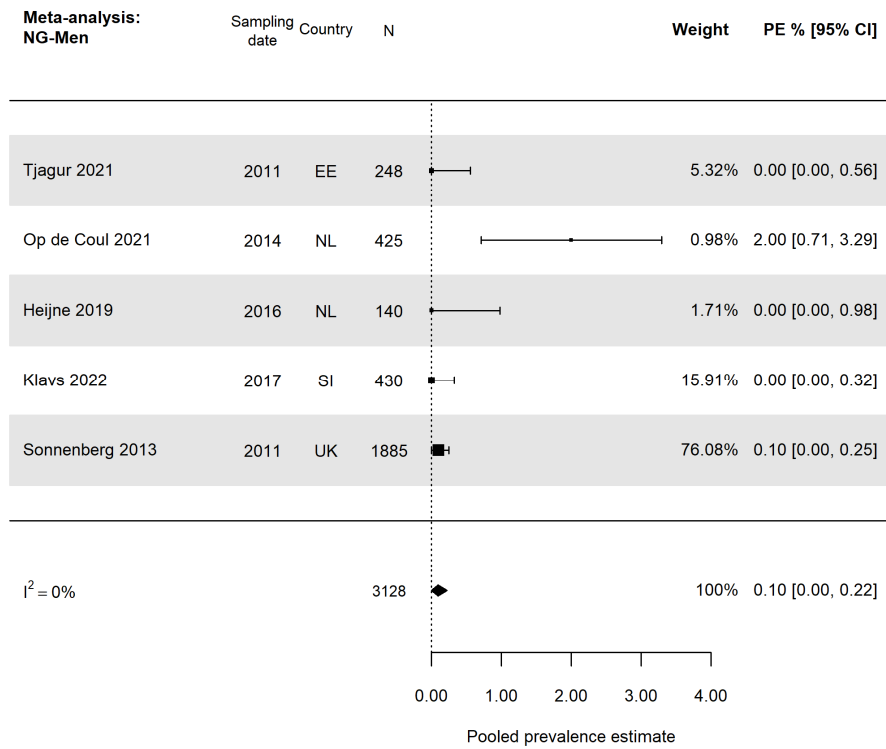 Meta-analysis:
NG-Men
Sampling
date
Country
N
Weight
PE % [95% CI]
Tjagur 2021 2011 EE 248 5.32% 0.00 [0.00, 0.56]
Op de Coul 2021 2014 NL 425 0.98% 2.00 [0.71, 3.29]
Heijne 2019 2016 NL 140 1.71% 0.00 [0.00, 0.98]
Klavs 2022 2017 SI 430 15.91% 0.00 [0.00, 0.32]
Sonnenberg 2013 2011 UK 1885 76.08% 0.10 [0.00, 0.25]
I² = 0% 3128 100% 0.10 [0.00, 0.22]
0.00 1.00 2.00 3.00 4.00
Pooled prevalence estimate